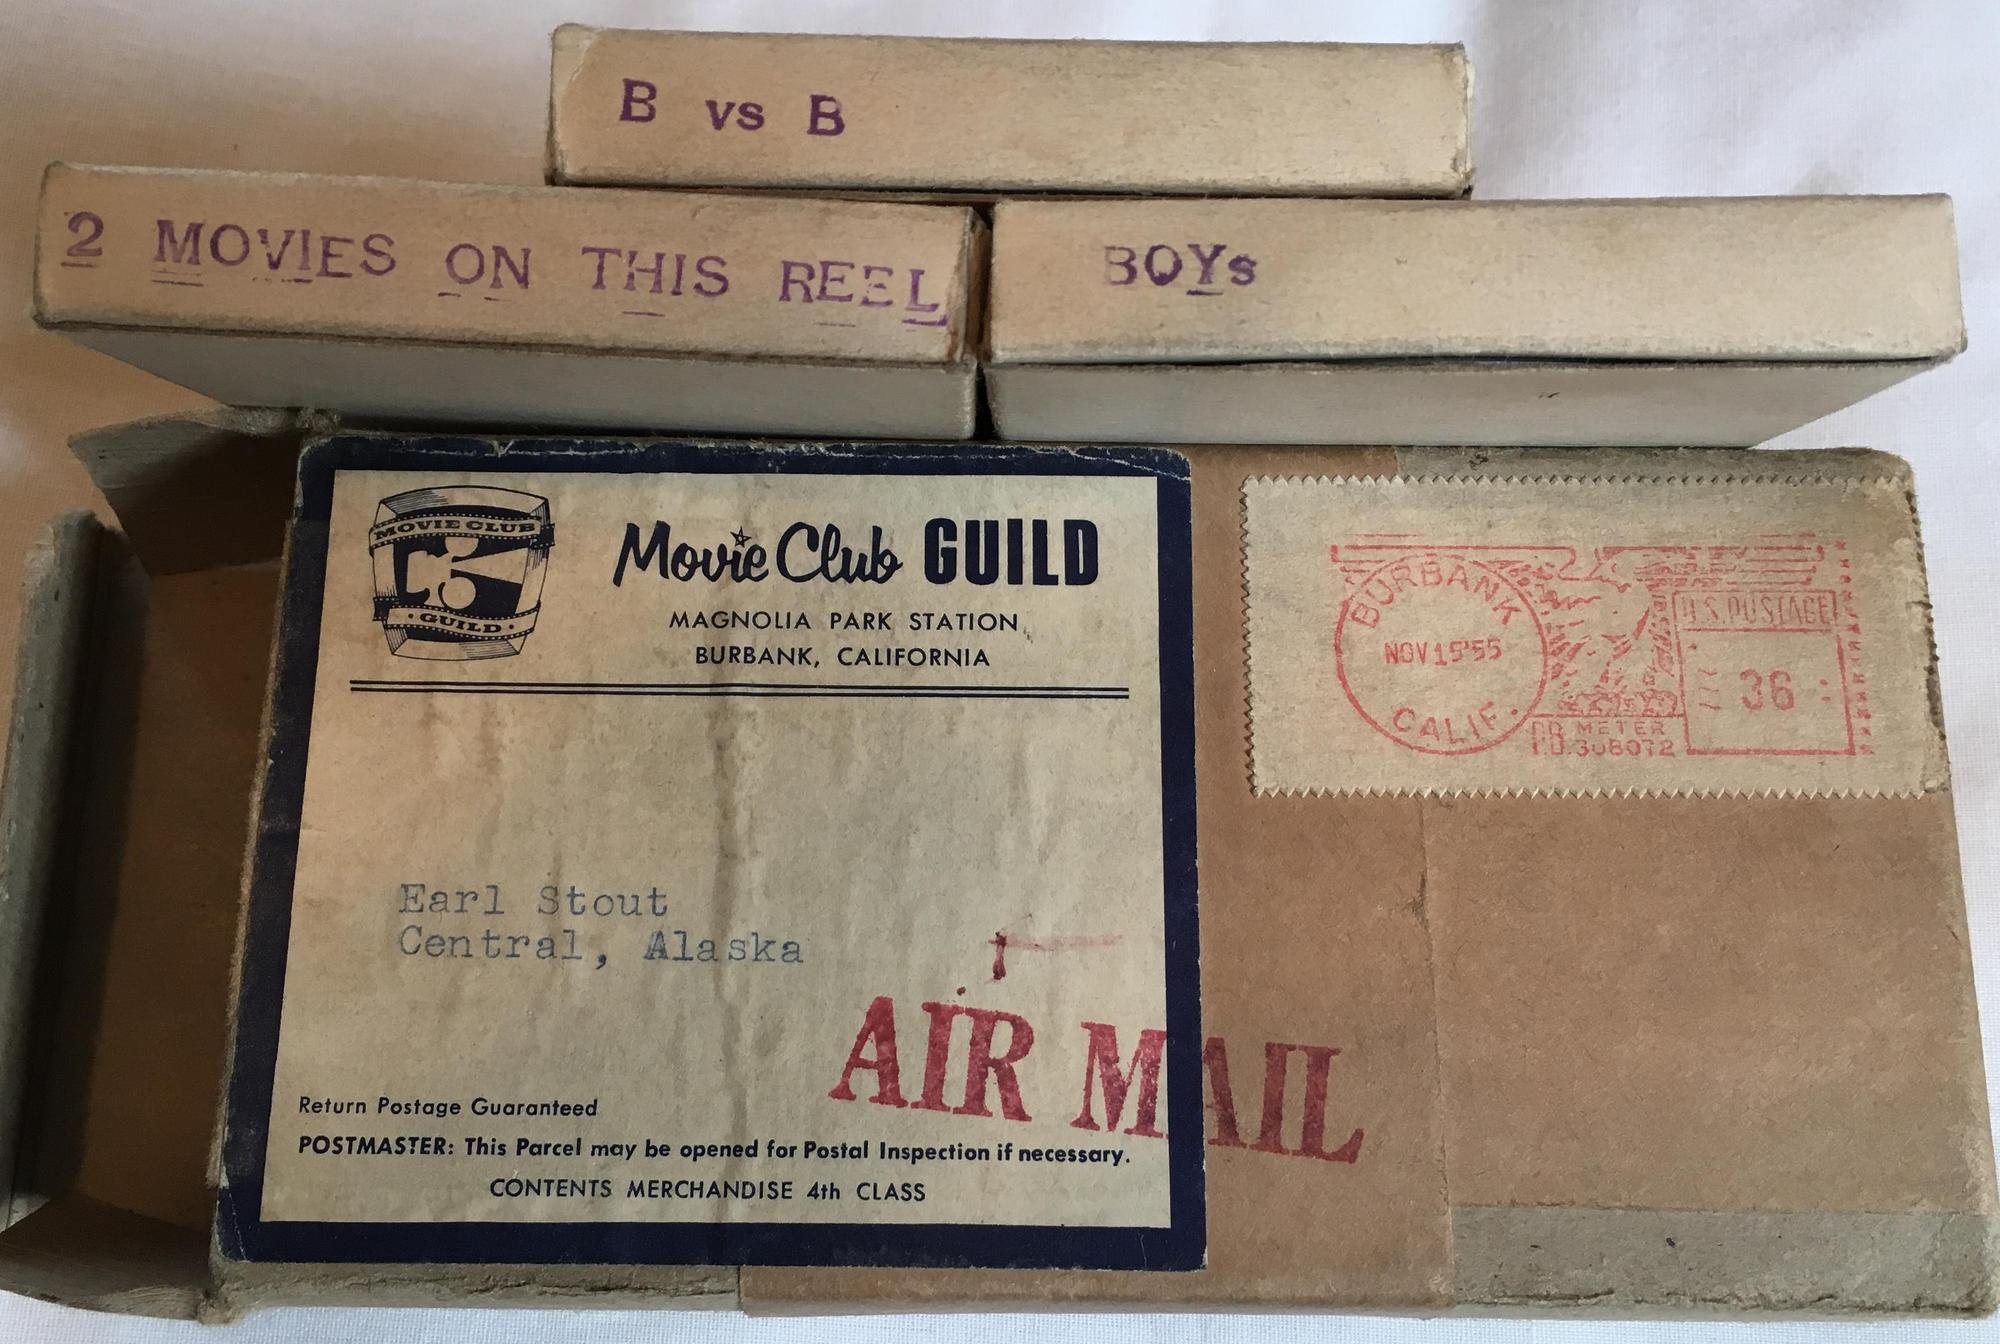 B vs B
2 MOVIES ON THIS REEL
BOYs
MOVIE CLUB
GUILD
Movie Club GUILD
MAGNOLIA PARK STATION
BURBANK, CALIFORNIA
BURBANK
NOV 15 '55
CALIF.
U.S. POSTAGE
36
METER
308072
Earl Stout
Central, Alaska
AIR MAIL
Return Postage Guaranteed
POSTMASTER: This Parcel may be opened for Postal Inspection if necessary.
CONTENTS MERCHANDISE 4th CLASS